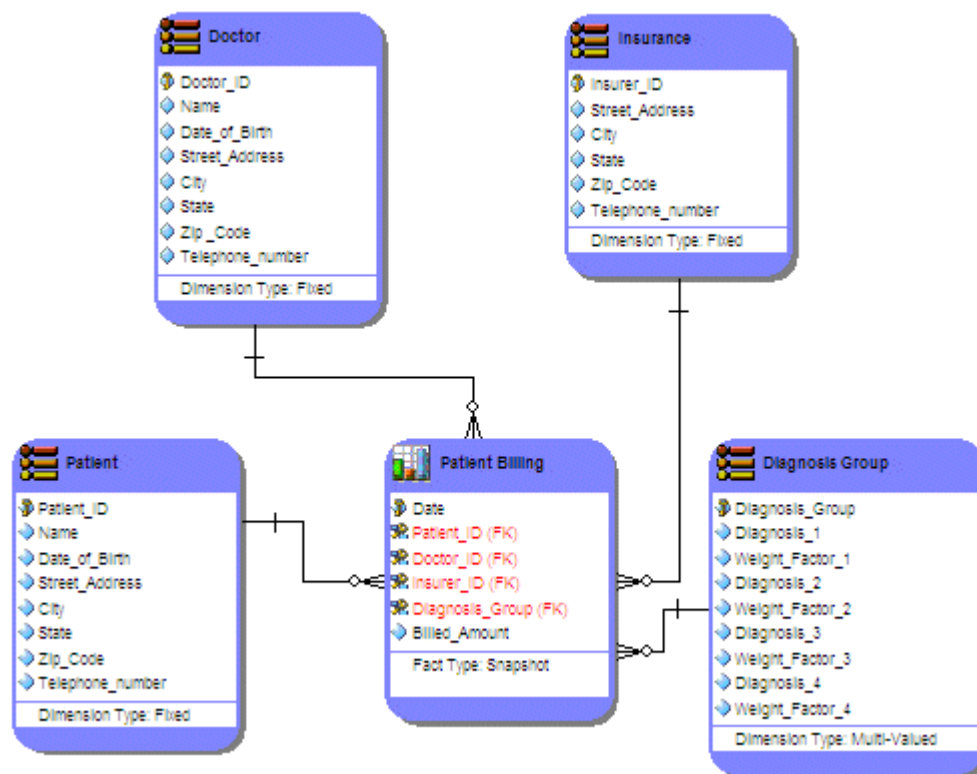 Doctor
Doctor_ID
Name
Date_of_Birth
Street_Address
City
State
Zip _Code
Telephone_number
Dimension Type: Fixed
Insurance
Insurer_ID
Street_Address
City
State
Zip_Code
Telephone_number
Dimension Type: Fixed
Patient
Patient_ID
Name
Date_of_Birth
Street_Address
City
State
Zip_Code
Telephone_number
Dimension Type: Fixed
Patient Billing
Date
Patient_ID (FK)
Doctor_ID (FK)
Insurer_ID (FK)
Diagnosis_Group (FK)
Billed_Amount
Fact Type: Snapshot
Diagnosis Group
Diagnosis_Group
Diagnosis_1
Weight_Factor_1
Diagnosis_2
Weight_Factor_2
Diagnosis_3
Weight_Factor_3
Diagnosis_4
Weight_Factor_4
Dimension Type: Multi-Valued